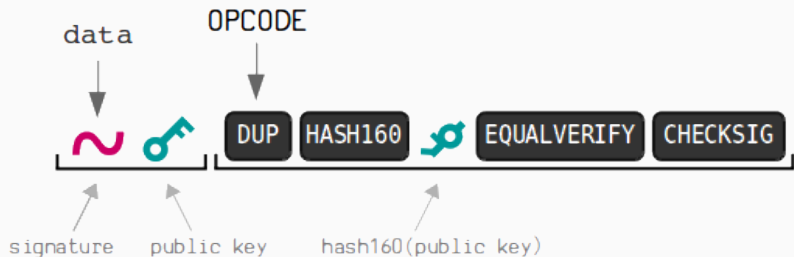 data
OPCODE
DUP HASH160 EQUALVERIFY CHECKSIG
signature public key hash160(public key)